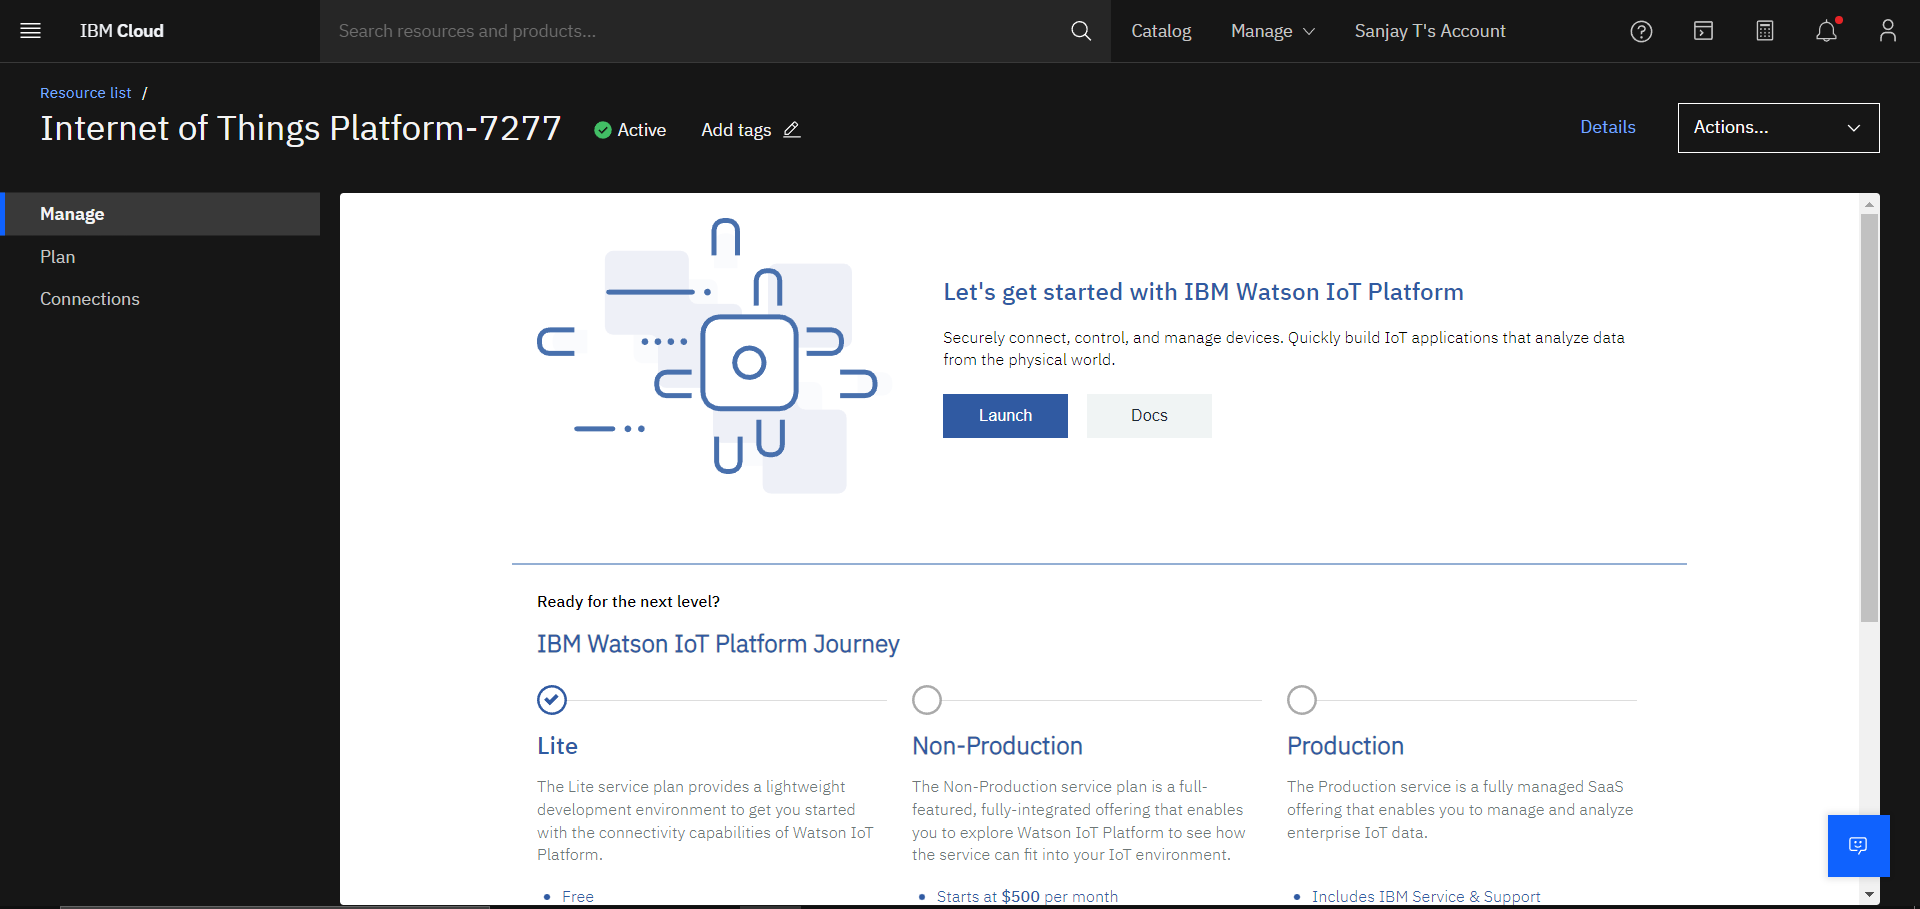 IBM Cloud
Search resources and products...
Catalog
Manage
Sanjay T's Account
Resource list /
Internet of Things Platform-7277
Active
Add tags
Details
Actions...
Manage
Plan
Connections
Let's get started with IBM Watson IoT Platform
Securely connect, control, and manage devices. Quickly build IoT applications that analyze data
from the physical world.
Launch
Docs
Ready for the next level?
IBM Watson IoT Platform Journey
Lite
The Lite service plan provides a lightweight
development environment to get you started
with the connectivity capabilities of Watson IoT
Platform.
• Free
Non-Production
The Non-Production service plan is a full-
featured, fully-integrated offering that enables
you to explore Watson IoT Platform to see how
the service can fit into your IoT environment.
• Starts at $500 per month
Production
The Production service is a fully managed SaaS
offering that enables you to manage and analyze
enterprise IoT data.
• Includes IBM Service & Support